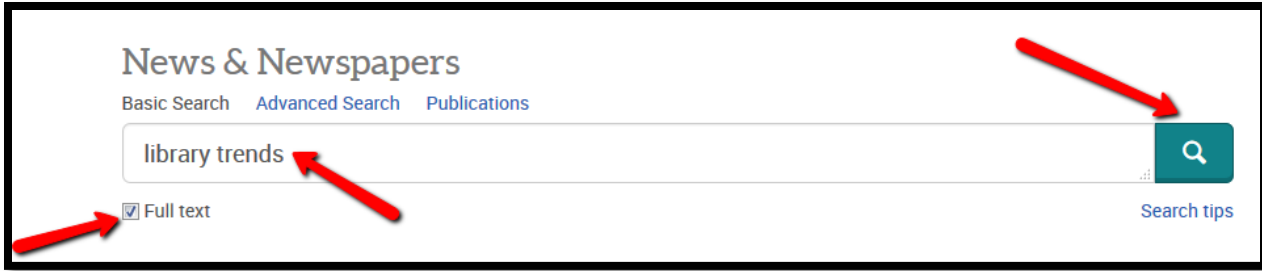 News & Newspapers
Basic Search Advanced Search Publications
library trends
Full text Search tips